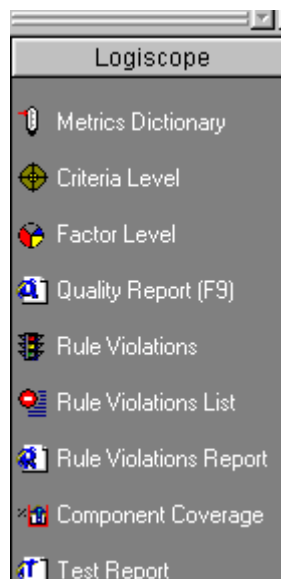 Logiscope
Metrics Dictionary
Criteria Level
Factor Level
Quality Report (F9)
Rule Violations
Rule Violations List
Rule Violations Report
Component Coverage
Test Report